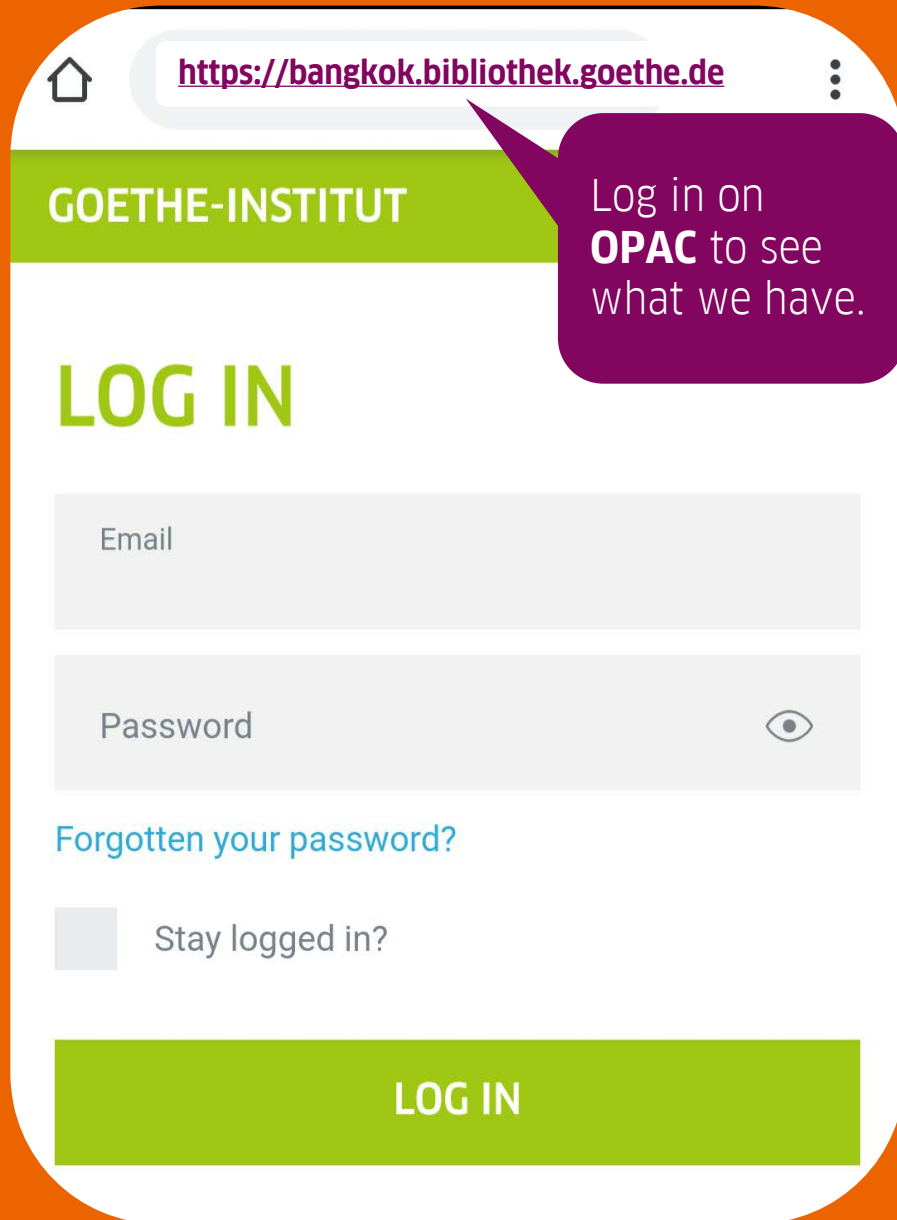 https://bangkok.bibliothek.goethe.de
GOETHE-INSTITUT
Log in on
OPAC to see
what we have.
LOG IN
Email
Password
Forgotten your password?
Stay logged in?
LOG IN